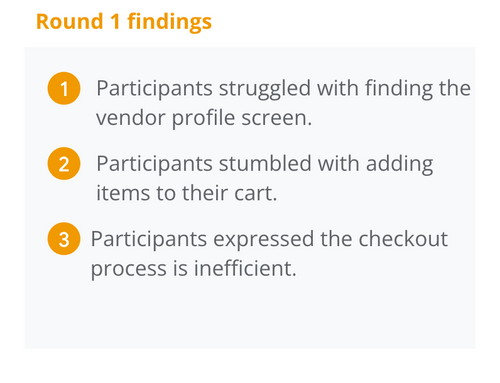 Round 1 findings
1 Participants struggled with finding the
vendor profile screen.
2 Participants stumbled with adding
items to their cart.
3 Participants expressed the checkout
process is inefficient.